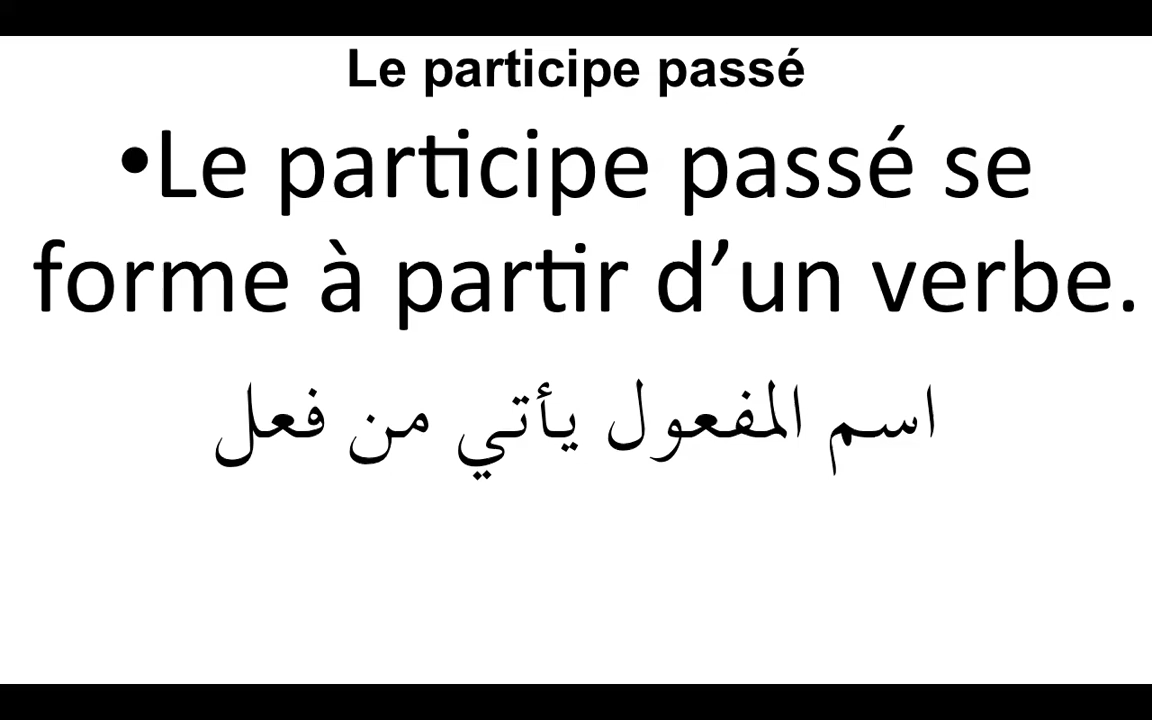 Le participe passé
•Le participe passé se
forme à partir d’un verbe.
اسم المفعول يأتي من فعل